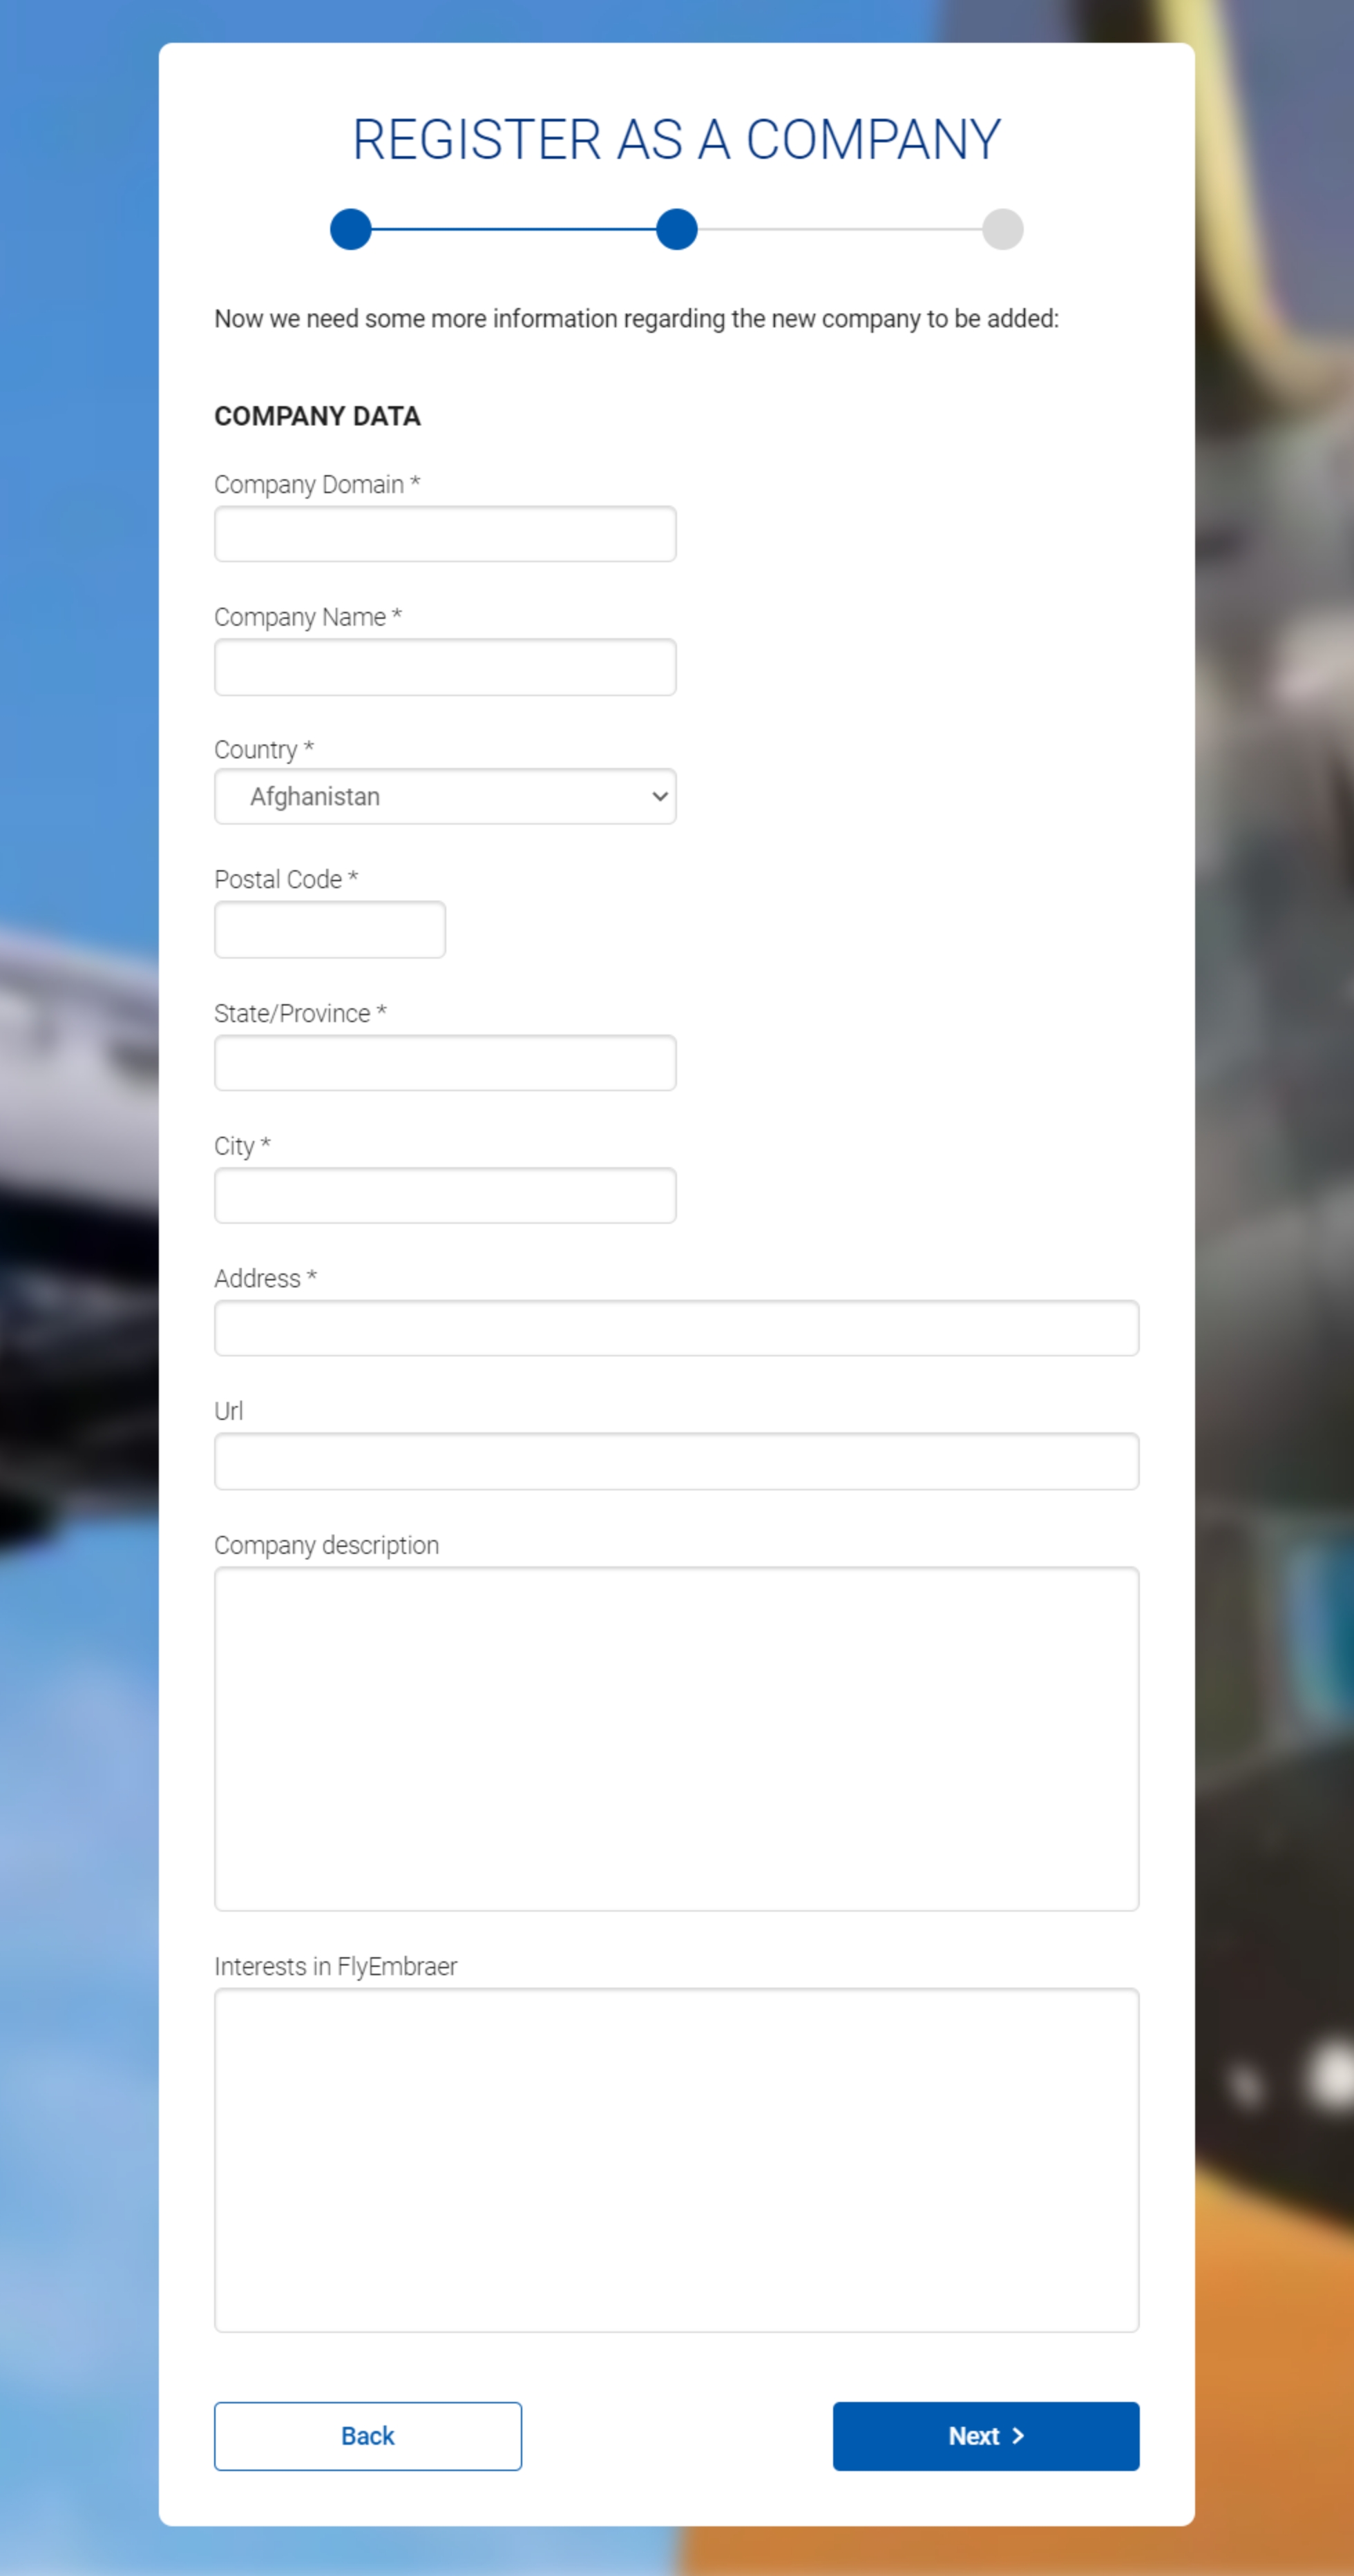 REGISTER AS A COMPANY
Now we need some more information regarding the new company to be added:
COMPANY DATA
Company Domain *
Company Name *
Country *
Afghanistan
Postal Code *
State/Province *
City *
Address *
Url
Company description
Interests in FlyEmbraer
Back
Next